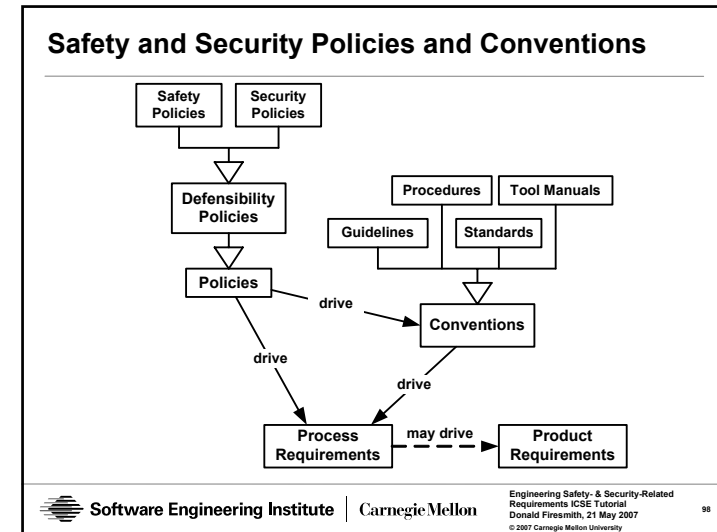 Safety and Security Policies and Conventions
Safety
Policies
Security
Policies
Defensibility
Policies
Procedures
Tool Manuals
Guidelines
Standards
Policies
drive
Conventions
drive
drive
Process
Requirements
may drive
Product
Requirements
Software Engineering Institute
Carnegie Mellon
Engineering Safety- & Security-Related
Requirements ICSE Tutorial
Donald Firesmith, 21 May 2007
© 2007 Carnegie Mellon University
98